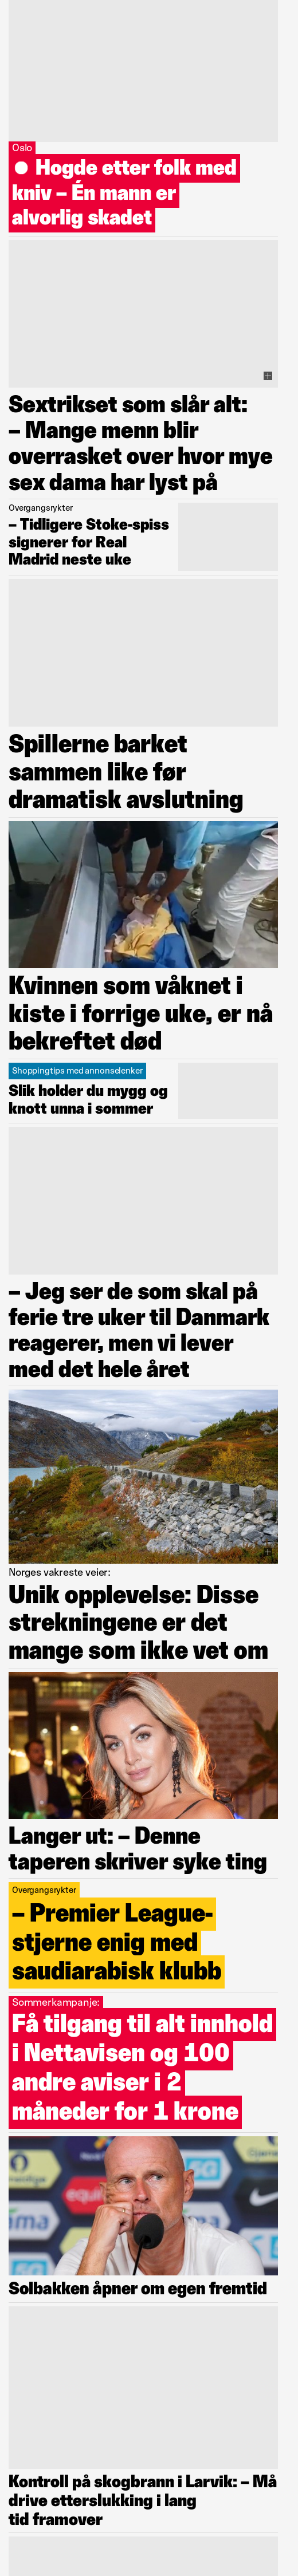 Oslo
Hogde etter folk med
kniv – Én mann er
alvorlig skadet
Sextrikset som slår alt:
– Mange menn blir
overrasket over hvor mye
sex dama har lyst på
Overgangsrykter
– Tidligere Stoke-spiss
signerer for Real
Madrid neste uke
Spillerne barket
sammen like før
dramatisk avslutning
Kvinnen som våknet i
kiste i forrige uke, er nå
bekreftet død
Shoppingtips med annonselenker
Slik holder du mygg og
knott unna i sommer
– Jeg ser de som skal på
ferie tre uker til Danmark
reagerer, men vi lever
med det hele året
Norges vakreste veier:
Unik opplevelse: Disse
strekningene er det
mange som ikke vet om
Langer ut: – Denne
taperen skriver syke ting
Overgangsrykter
– Premier League-
stjerne enig med
saudiarabisk klubb
Sommerkampanje:
Få tilgang til alt innhold
i Nettavisen og 100
andre aviser i 2
måneder for 1 krone
Solbakken åpner om egen fremtid
Kontroll på skogbrann i Larvik: – Må
drive etterslukking i lang
tid framover